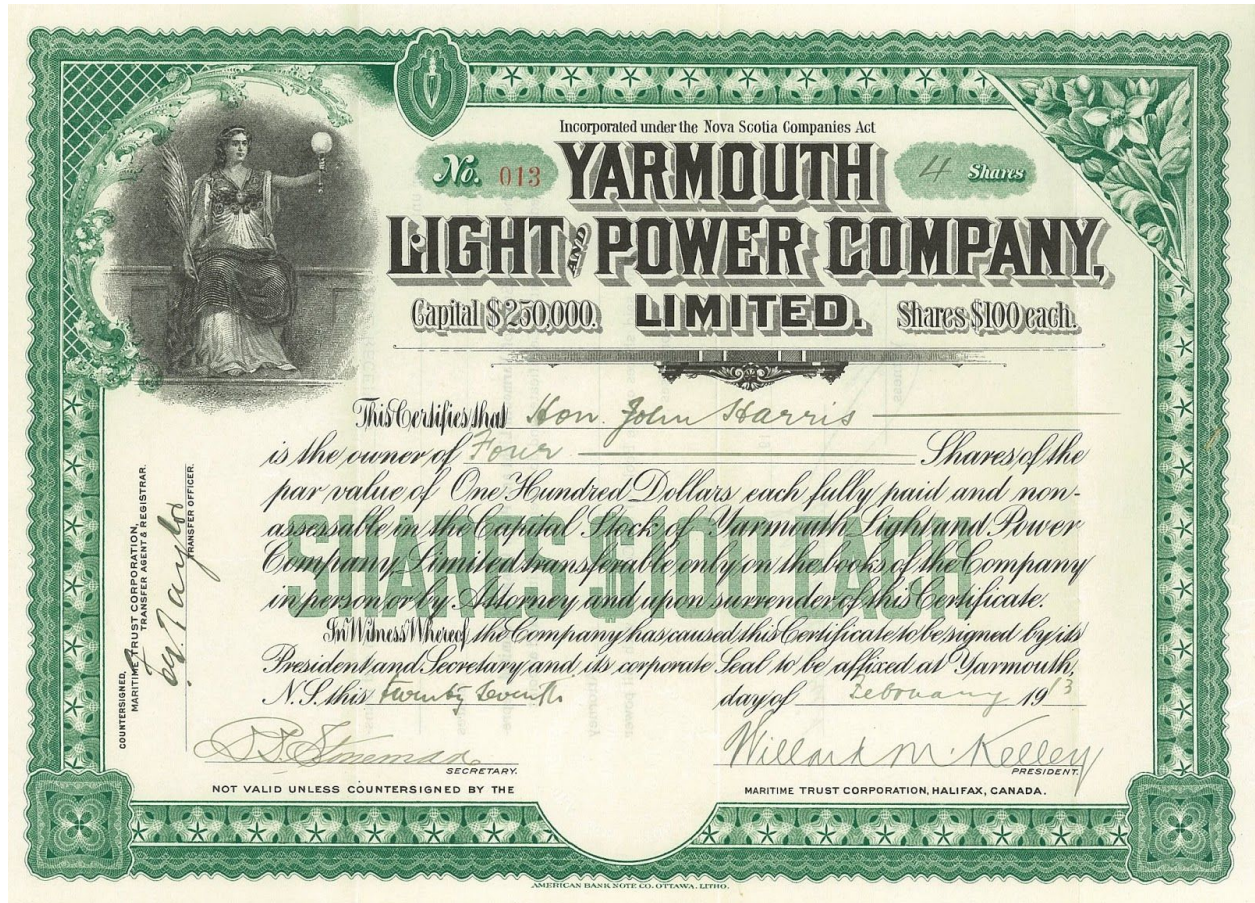 Incorporated under the Nova Scotia Companies Act
No. 013
YARMOUTH
4 Shares
LIGHT AND POWER COMPANY,
Capital $250,000. LIMITED. Shares $100 each.
This Certifies that Hon. John Harris
is the owner of Four Shares of the
par value of One Hundred Dollars each fully paid and non-
assessable in the Capital Stock of Yarmouth Light and Power
Company, Limited transferable only on the books of the Company
in person or by Attorney and upon surrender of this Certificate.
SHARES $100 EACH
In Witness Whereof, the Company has caused this Certificate to be signed by its
President and Secretary and its corporate Seal to be affixed at Yarmouth,
N.S. this twenty seventh day of February 1913
SECRETARY.
Willard M. Kelley
PRESIDENT.
NOT VALID UNLESS COUNTERSIGNED BY THE MARITIME TRUST CORPORATION, HALIFAX, CANADA.
COUNTERSIGNED,
MARITIME TRUST CORPORATION,
TRANSFER AGENT & REGISTRAR.
TRANSFER OFFICER.
AMERICAN BANK NOTE CO. OTTAWA. LITHO.